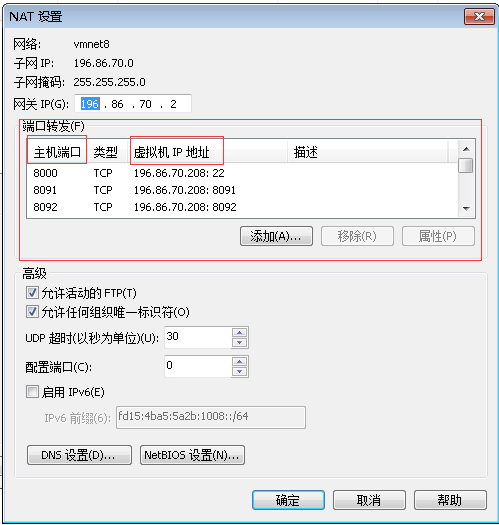 NAT 设置
网络: vmnet8
子网 IP: 196.86.70.0
子网掩码: 255.255.255.0
网关 IP(G): 196 . 86 . 70 . 2
端口转发(F)
主机端口 类型 虚拟机 IP 地址 描述
8000 TCP 196.86.70.208: 22
8091 TCP 196.86.70.208: 8091
8092 TCP 196.86.70.208: 8092
添加(A)... 移除(R) 属性(P)
高级
允许活动的 FTP(T)
允许任何组织唯一标识符(O)
UDP 超时(以秒为单位)(U): 30
配置端口(C): 0
启用 IPv6(E)
IPv6 前缀(6): fd15:4ba5:5a2b:1008::/64
DNS 设置(D)... NetBIOS 设置(N)...
确定 取消 帮助